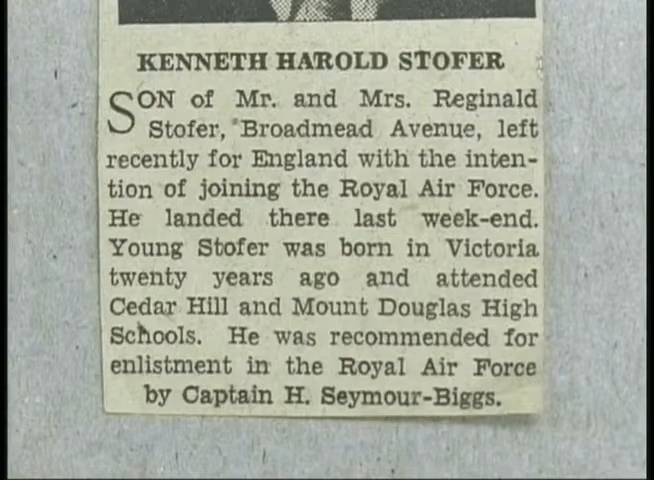 KENNETH HAROLD STOFER
SON of Mr. and Mrs. Reginald
Stofer, Broadmead Avenue, left
recently for England with the inten-
tion of joining the Royal Air Force.
He landed there last week-end.
Young Stofer was born in Victoria
twenty years ago and attended
Cedar Hill and Mount Douglas High
Schools. He was recommended for
enlistment in the Royal Air Force
by Captain H. Seymour-Biggs.